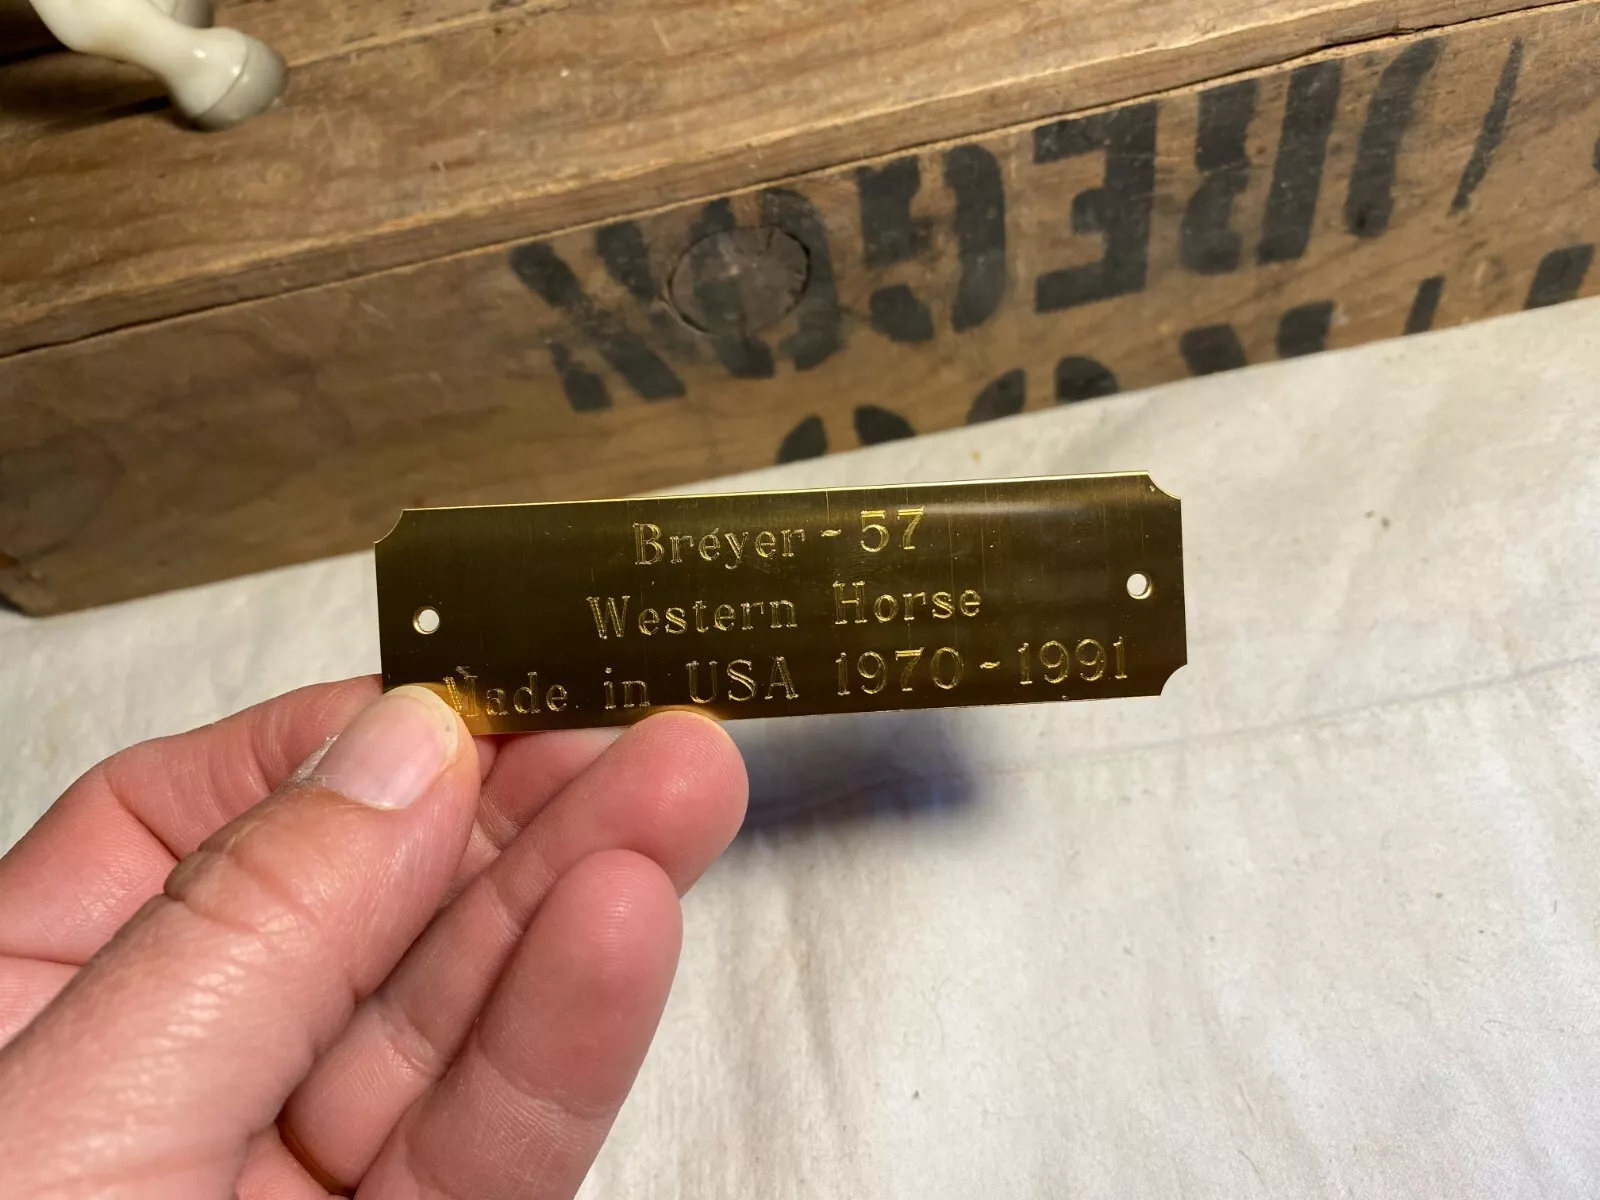 Breyer - 57
Western Horse
Made in USA 1970 - 1991